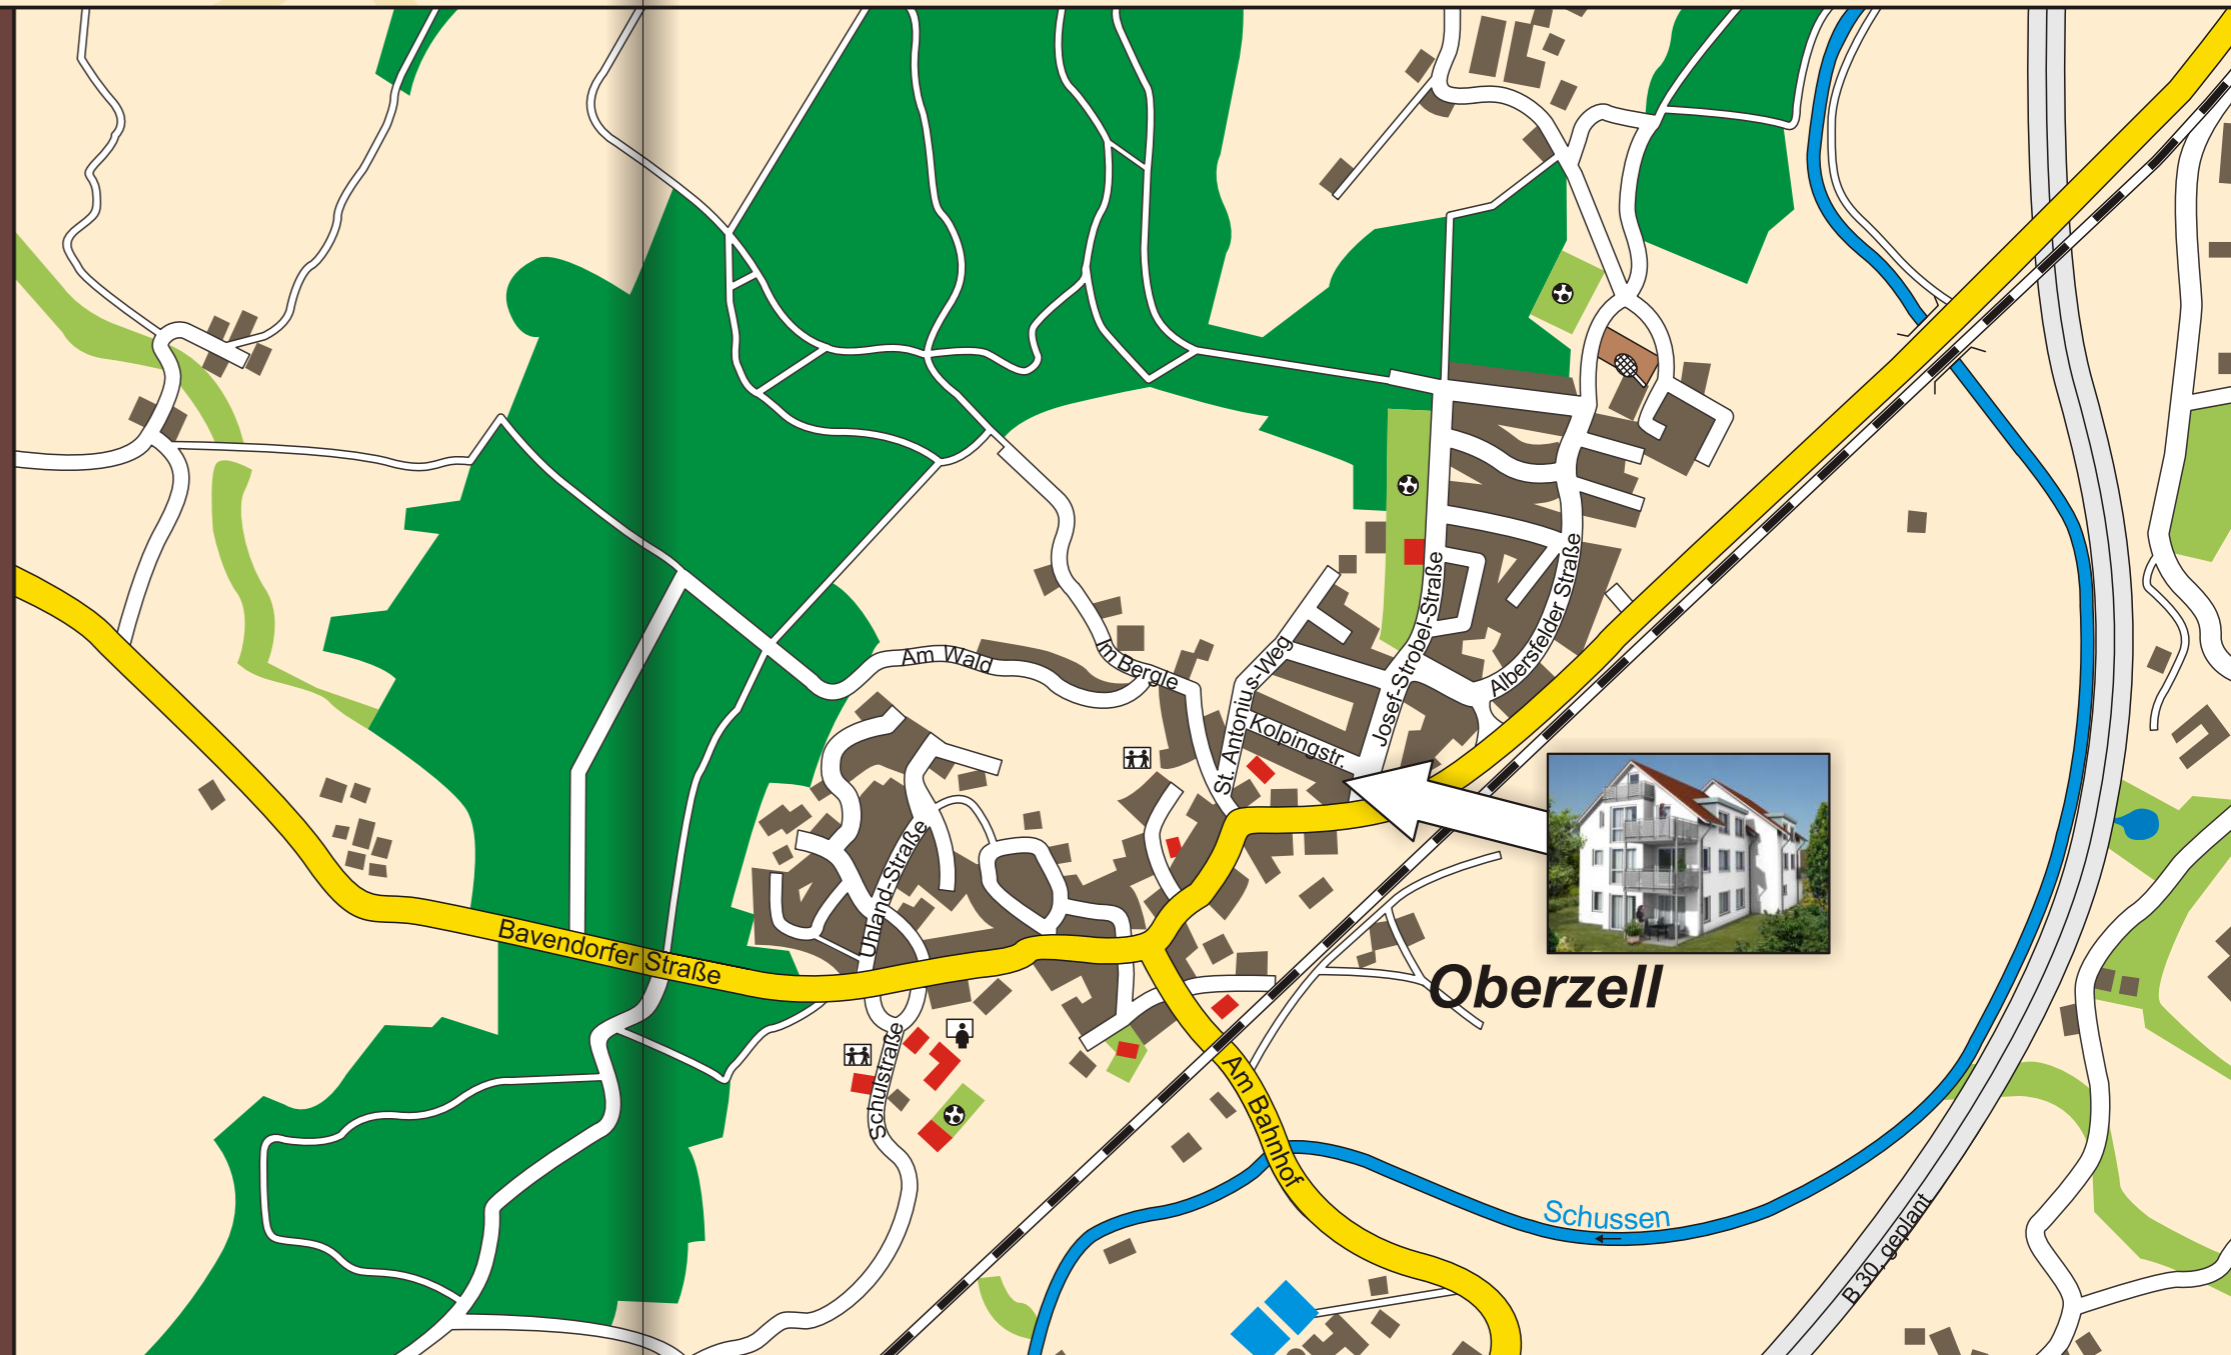 Am Wald
Im Bergle
St. Antonius-Weg
Kolpingstr.
Josef-Strobel-Straße
Albersfelder Straße
Uhland-Straße
Bavendorfer Straße
Oberzell
Schulstraße
Am Bahnhof
Schussen
B 30, geplant